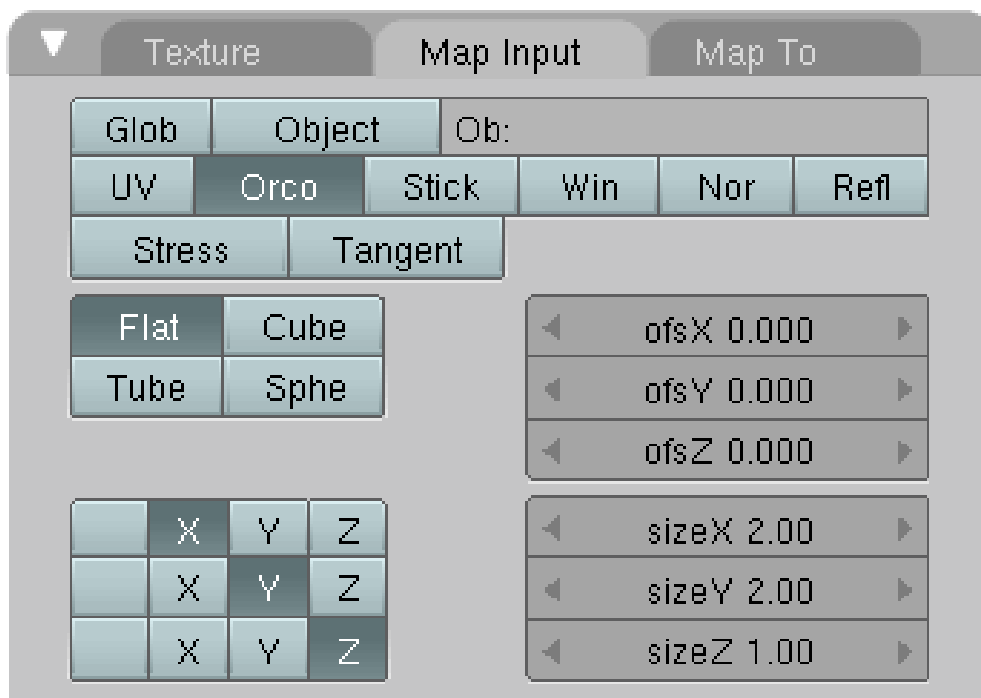 Texture Map Input Map To
Glob Object Ob:
UV Orco Stick Win Nor Refl
Stress Tangent
Flat Cube
Tube Sphe
ofsX 0.000
ofsY 0.000
ofsZ 0.000
X Y Z
X Y Z
X Y Z
sizeX 2.00
sizeY 2.00
sizeZ 1.00